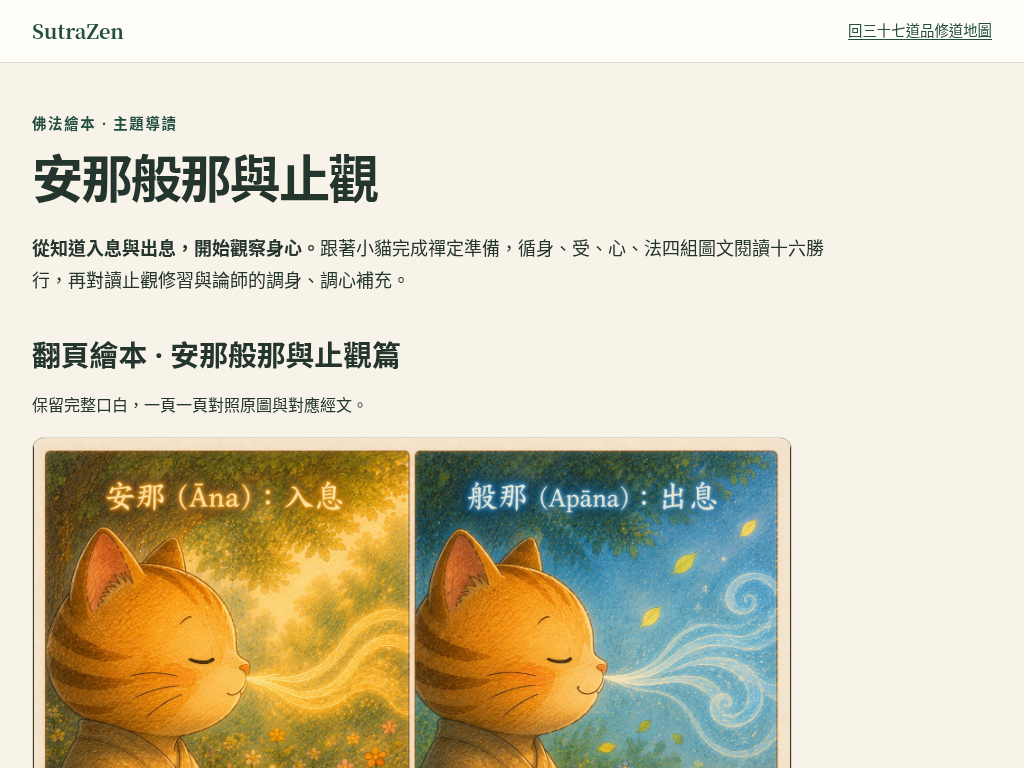 SutraZen
回三十七道品修道地圖
佛法繪本 · 主題導讀
安那般那與止觀
從知道入息與出息，開始觀察身心。跟著小貓完成禪定準備，循身、受、心、法四組圖文閱讀十六勝
行，再對讀止觀修習與論師的調身、調心補充。
翻頁繪本 · 安那般那與止觀篇
保留完整口白，一頁一頁對照原圖與對應經文。
安那（Āna）：入息
般那（Apāna）：出息